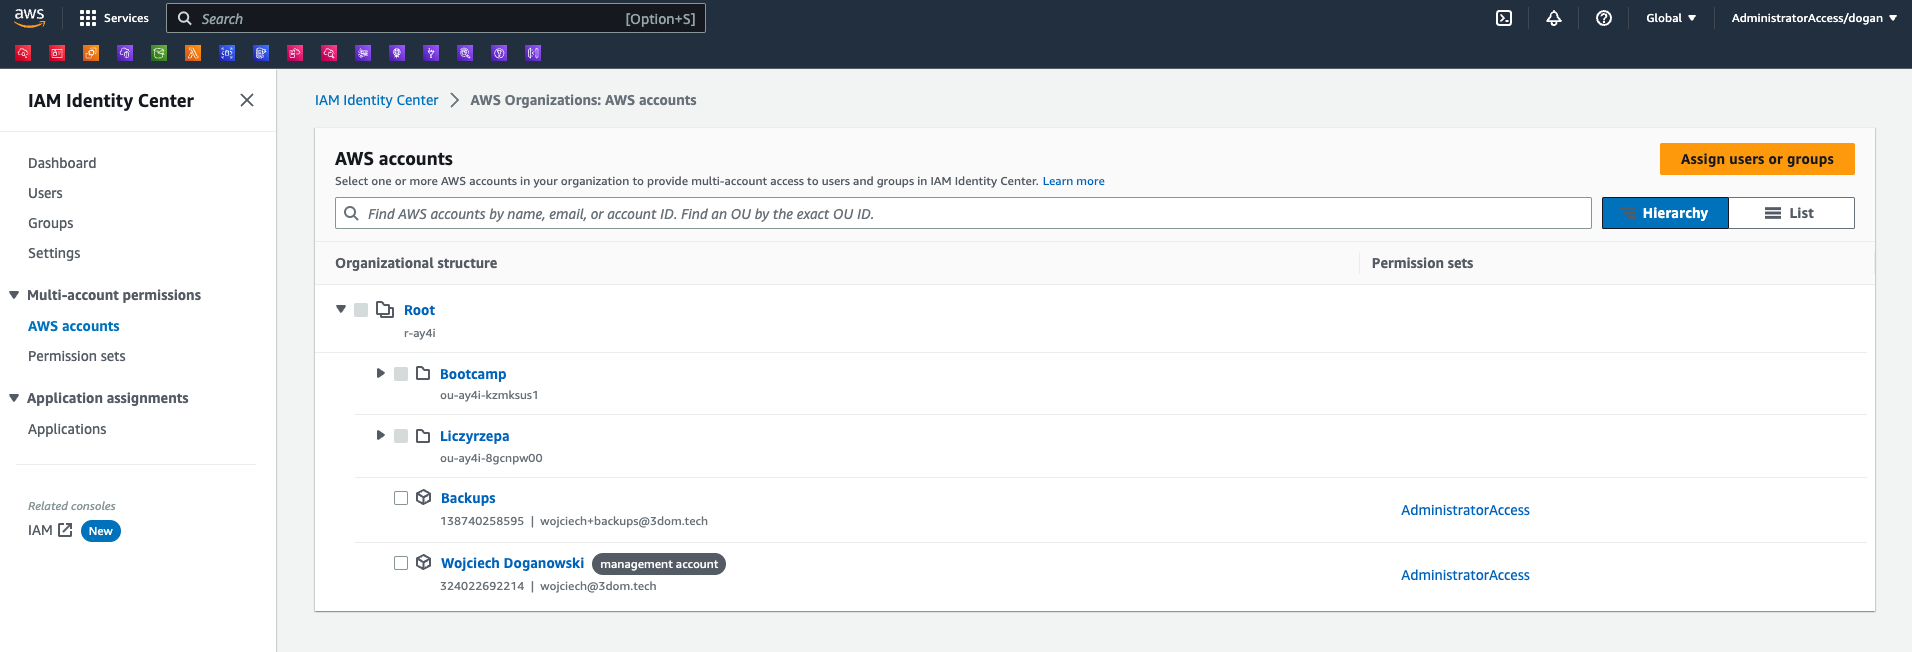 aws
Services
Search
[Option+S]
Global
AdministratorAccess/dogan
IAM Identity Center
Dashboard
Users
Groups
Settings
Multi-account permissions
AWS accounts
Permission sets
Application assignments
Applications
Related consoles
IAM New
IAM Identity Center > AWS Organizations: AWS accounts
AWS accounts
Assign users or groups
Select one or more AWS accounts in your organization to provide multi-account access to users and groups in IAM Identity Center. Learn more
Find AWS accounts by name, email, or account ID. Find an OU by the exact OU ID.
Hierarchy
List
Organizational structure
Permission sets
Root
r-ay4i
Bootcamp
ou-ay4i-kzmksus1
Liczyrzepa
ou-ay4i-8gcnpw00
Backups
138740258595 | wojciech+backups@3dom.tech
AdministratorAccess
Wojciech Doganowski management account
324022692214 | wojciech@3dom.tech
AdministratorAccess